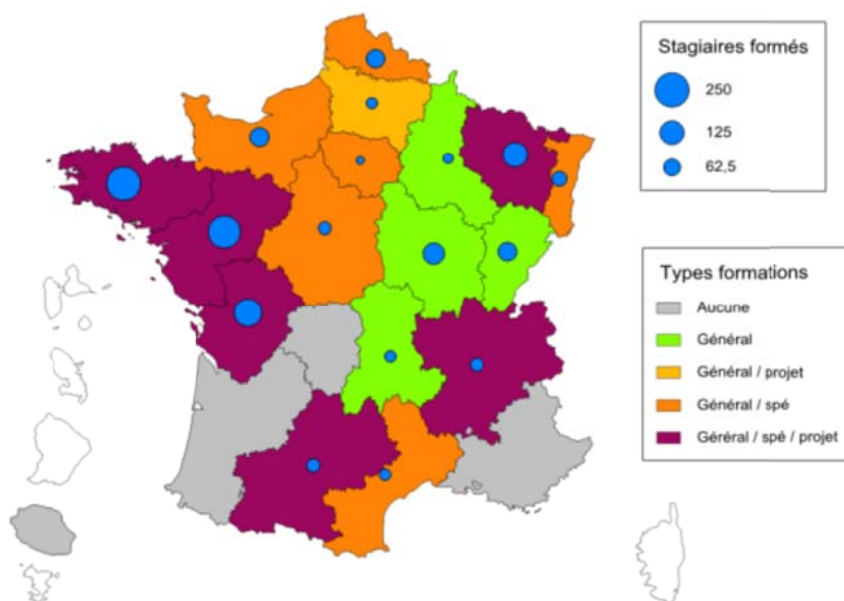 Stagiaires formés
250
125
62,5
Types formations
Aucune
Général
Général / projet
Général / spé
Géréral / spé / projet